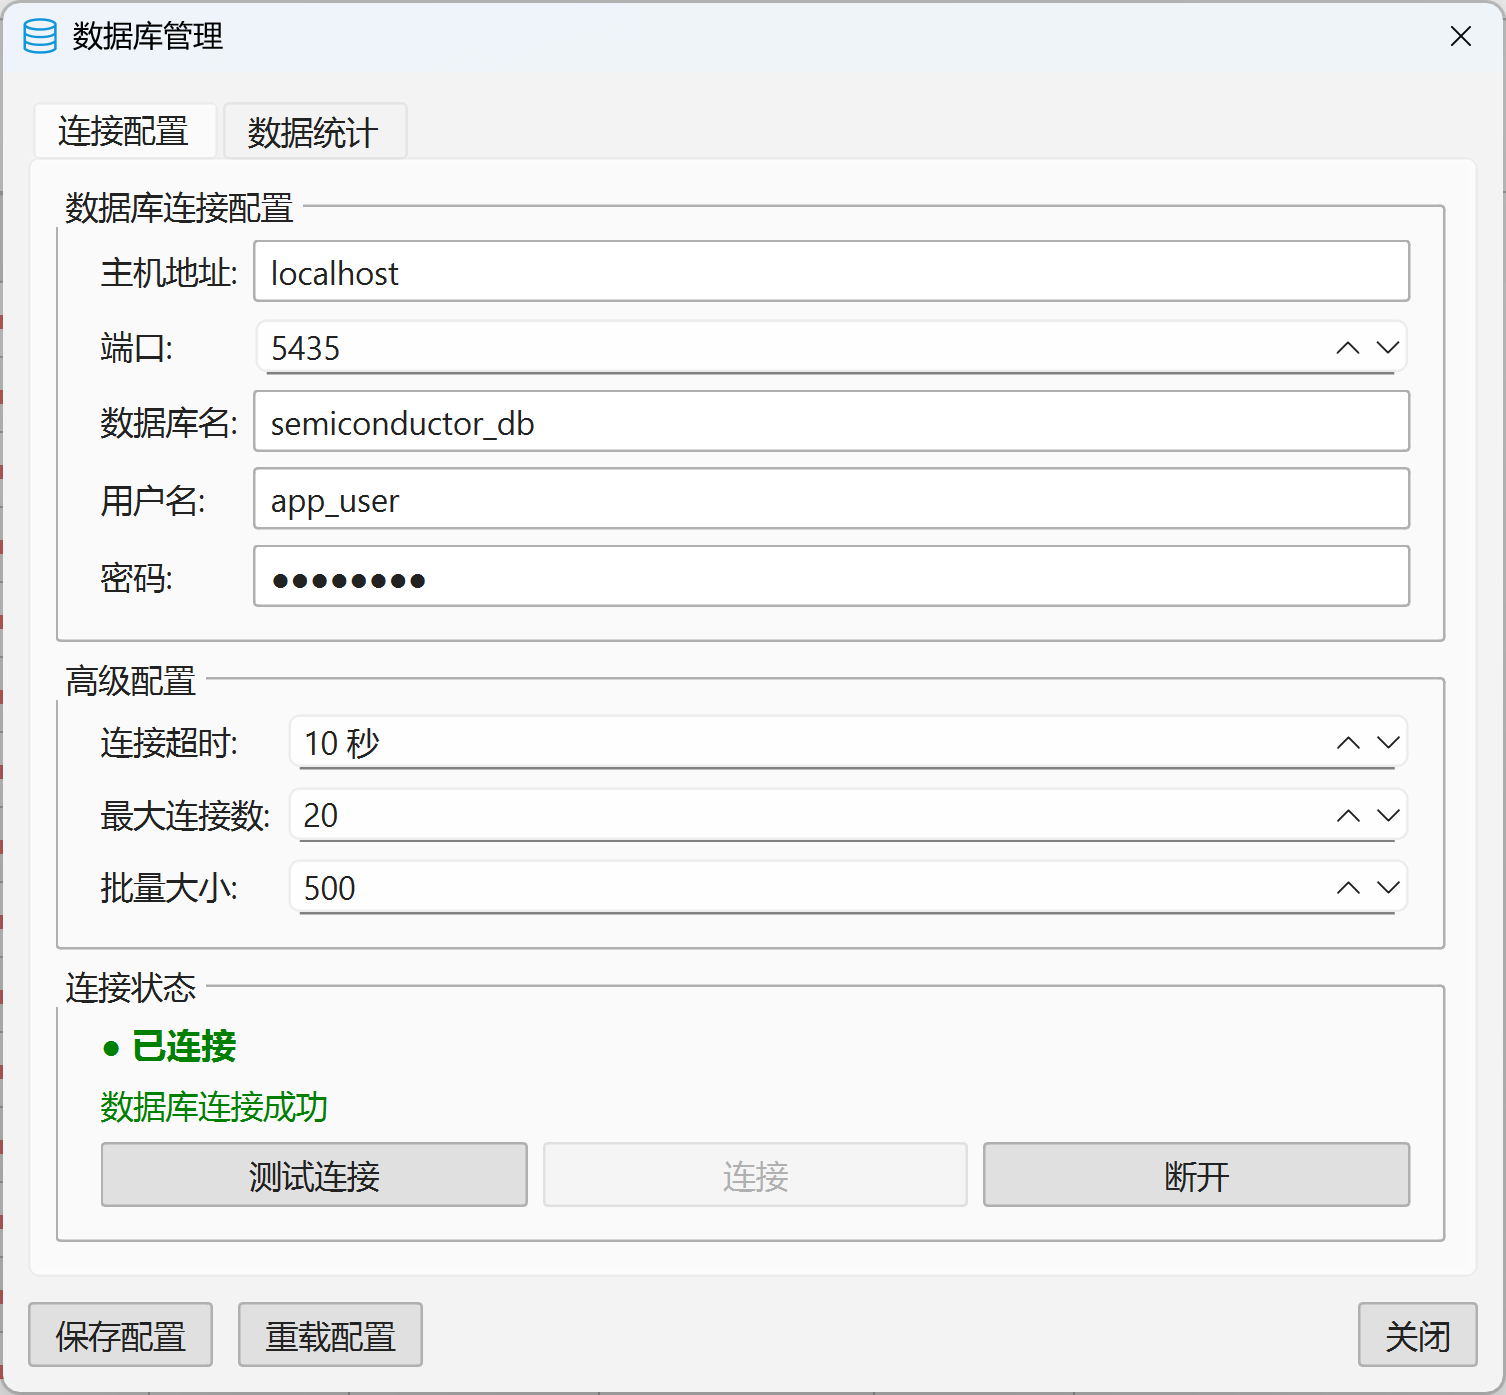 数据库管理
连接配置
数据统计
数据库连接配置
主机地址: localhost
端口: 5435
数据库名: semiconductor_db
用户名: app_user
密码: ●●●●●●●●
高级配置
连接超时: 10 秒
最大连接数: 20
批量大小: 500
连接状态
● 已连接
数据库连接成功
测试连接
连接
断开
保存配置
重载配置
关闭